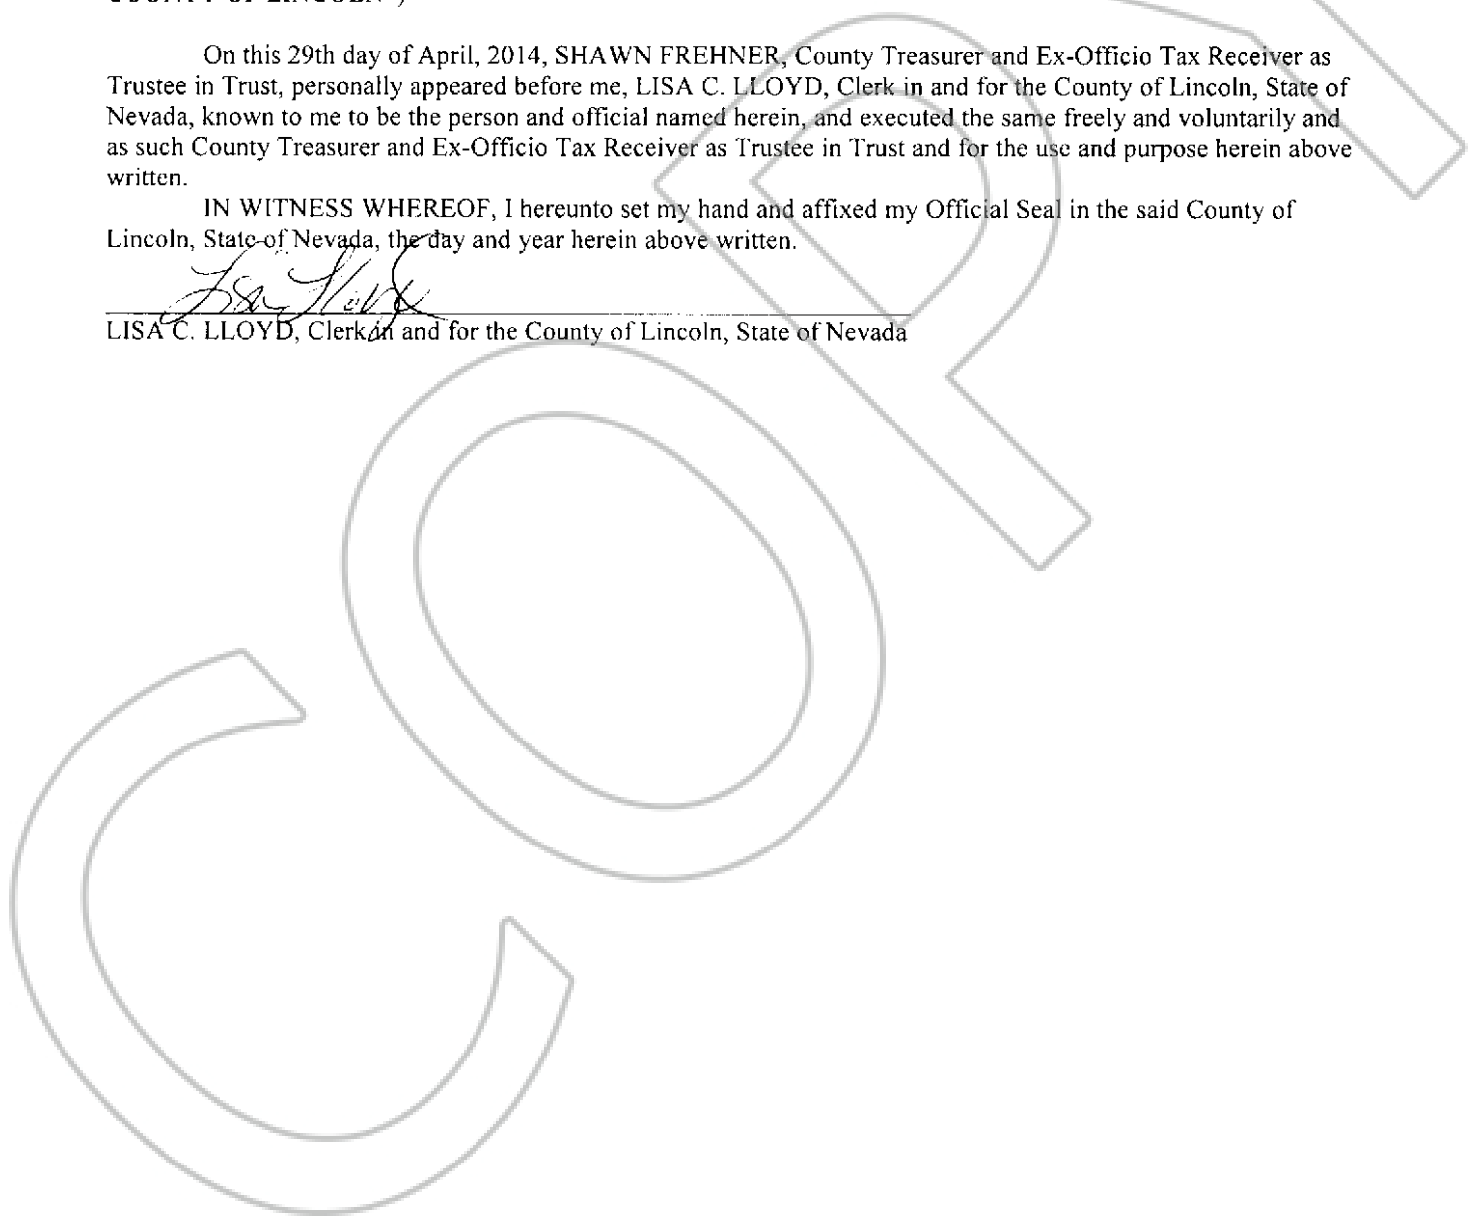 COUNTY OF LINCOLN )
On this 29th day of April, 2014, SHAWN FREHNER, County Treasurer and Ex-Officio Tax Receiver as
Trustee in Trust, personally appeared before me, LISA C. LLOYD, Clerk in and for the County of Lincoln, State of
Nevada, known to me to be the person and official named herein, and executed the same freely and voluntarily and
as such County Treasurer and Ex-Officio Tax Receiver as Trustee in Trust and for the use and purpose herein above
written.
IN WITNESS WHEREOF, I hereunto set my hand and affixed my Official Seal in the said County of
Lincoln, State of Nevada, the day and year herein above written.
Lisa Lloyd
LISA C. LLOYD, Clerk in and for the County of Lincoln, State of Nevada
COPY